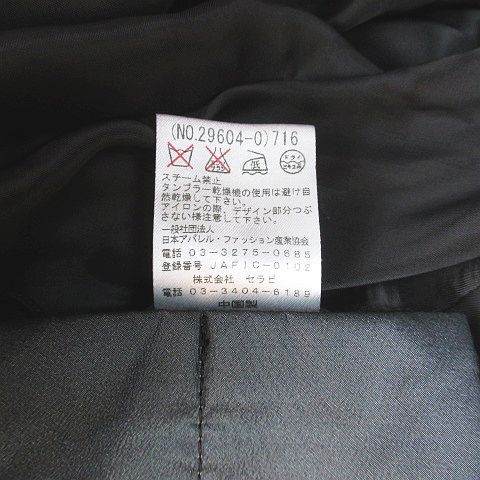 (NO.29604-0)716
低
ドライ
スチーム禁止
タンブラー乾燥機の使用は避け自
然乾燥して下さい。
アイロンの際、デザイン部分つぶ
さない様注意して下さい。
一般社団法人
日本アパレル・ファッション産業協会
電話 03-3275-0685
登録番号 JAFIC-0102
株式会社 セラビ
電話 03-3404-6189
中国製